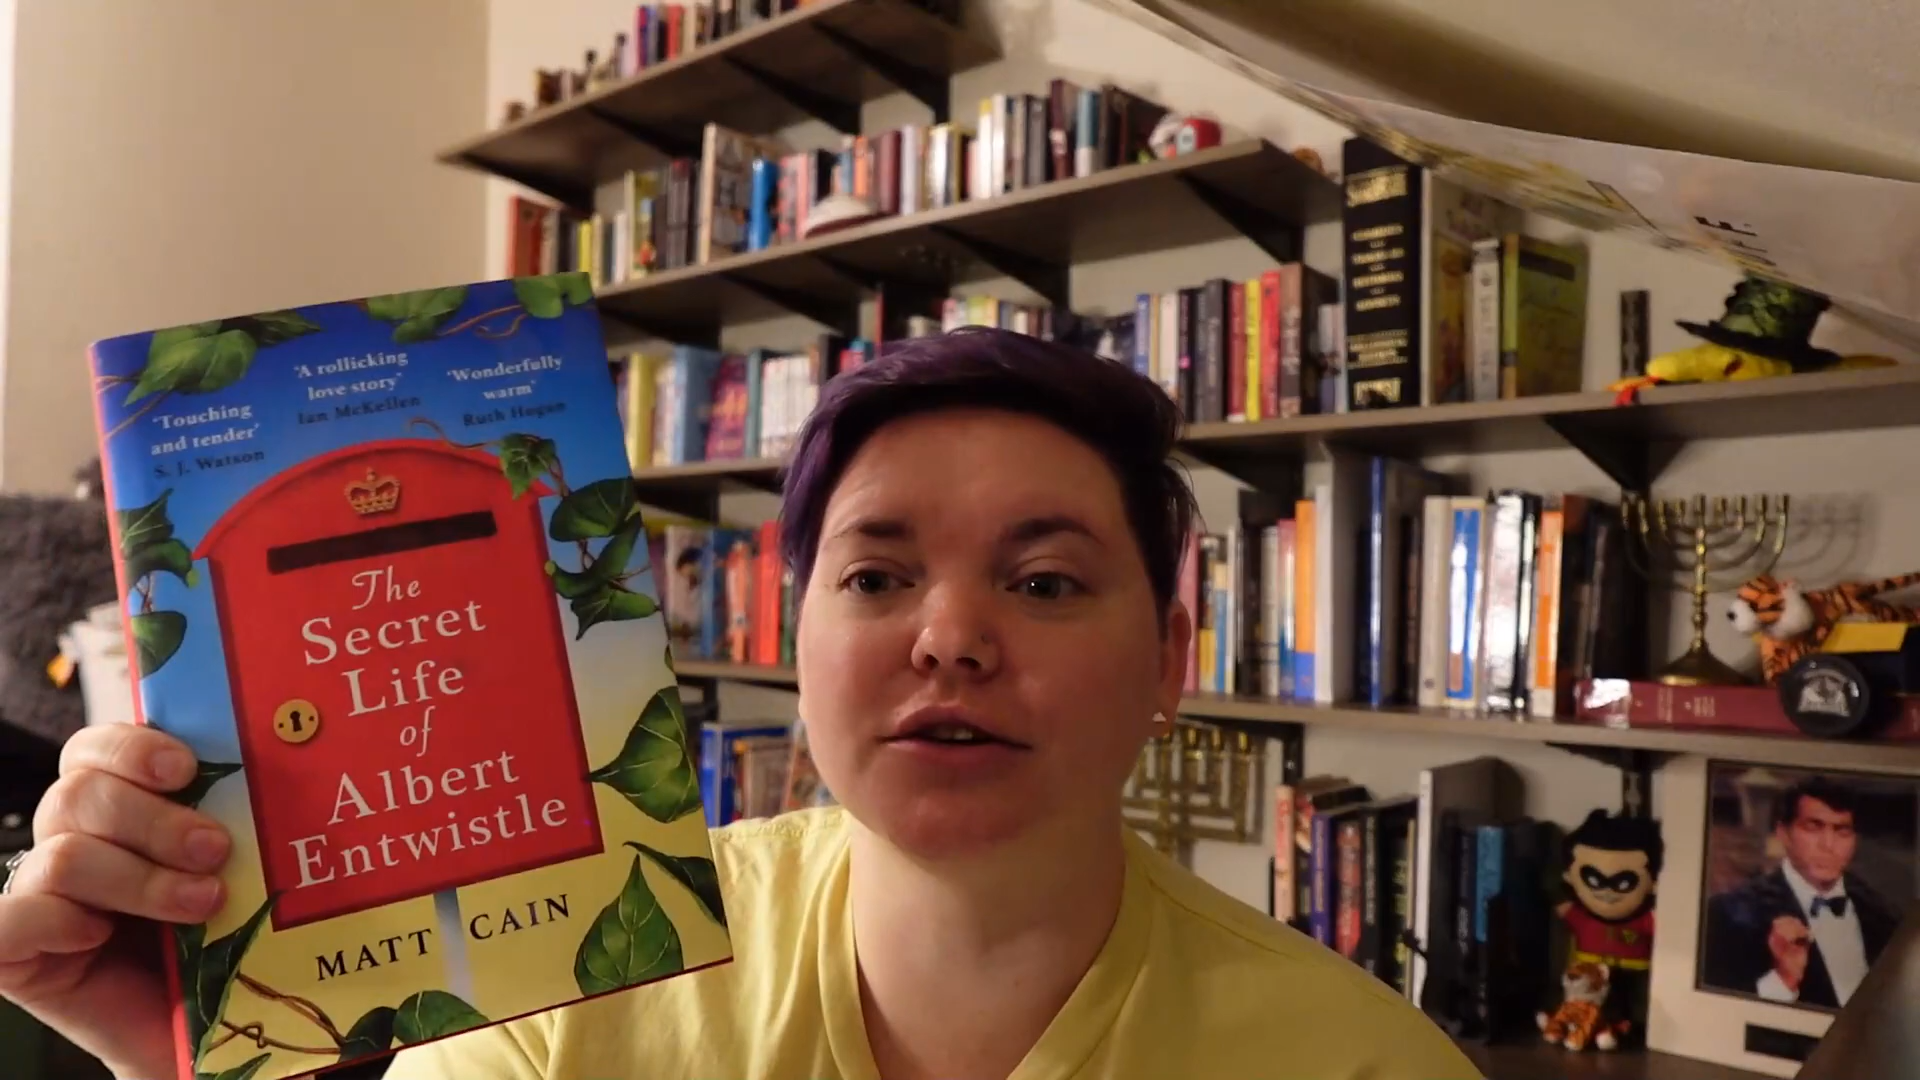 'Touching
and tender'
S. J. Watson
'A rollicking
love story'
Ian McKellen
'Wonderfully
warm'
Ruth Hogan
The
Secret
Life
of
Albert
Entwistle
MATT CAIN